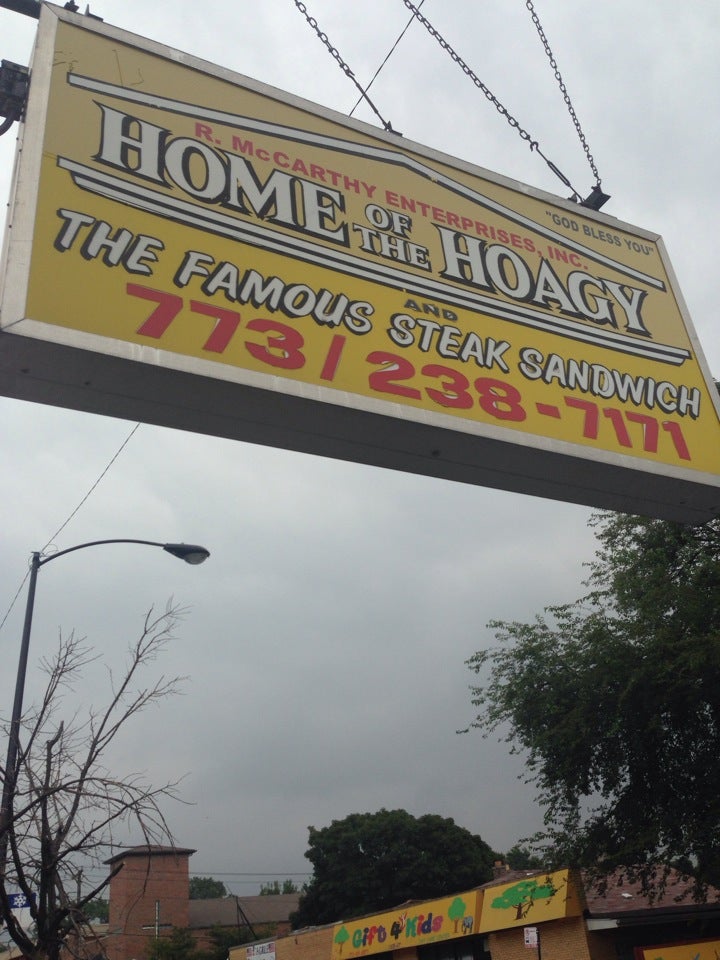 R. McCARTHY ENTERPRISES, INC.
"GOD BLESS YOU"
HOME OF THE HOAGY
AND
THE FAMOUS STEAK SANDWICH
773/238-7171
Gift 4 Kids